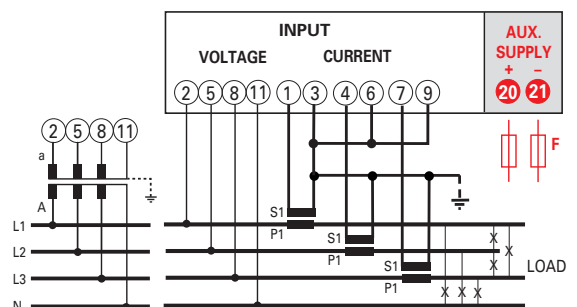 INPUT
VOLTAGE CURRENT
AUX.
SUPPLY
+ −
2 5 8 11 1 3 4 6 7 9
20 21
2 5 8 11
F
a
A
S1
P1
S1
P1
S1
P1
L1
L2
L3
N
X X
X X
X X X
LOAD